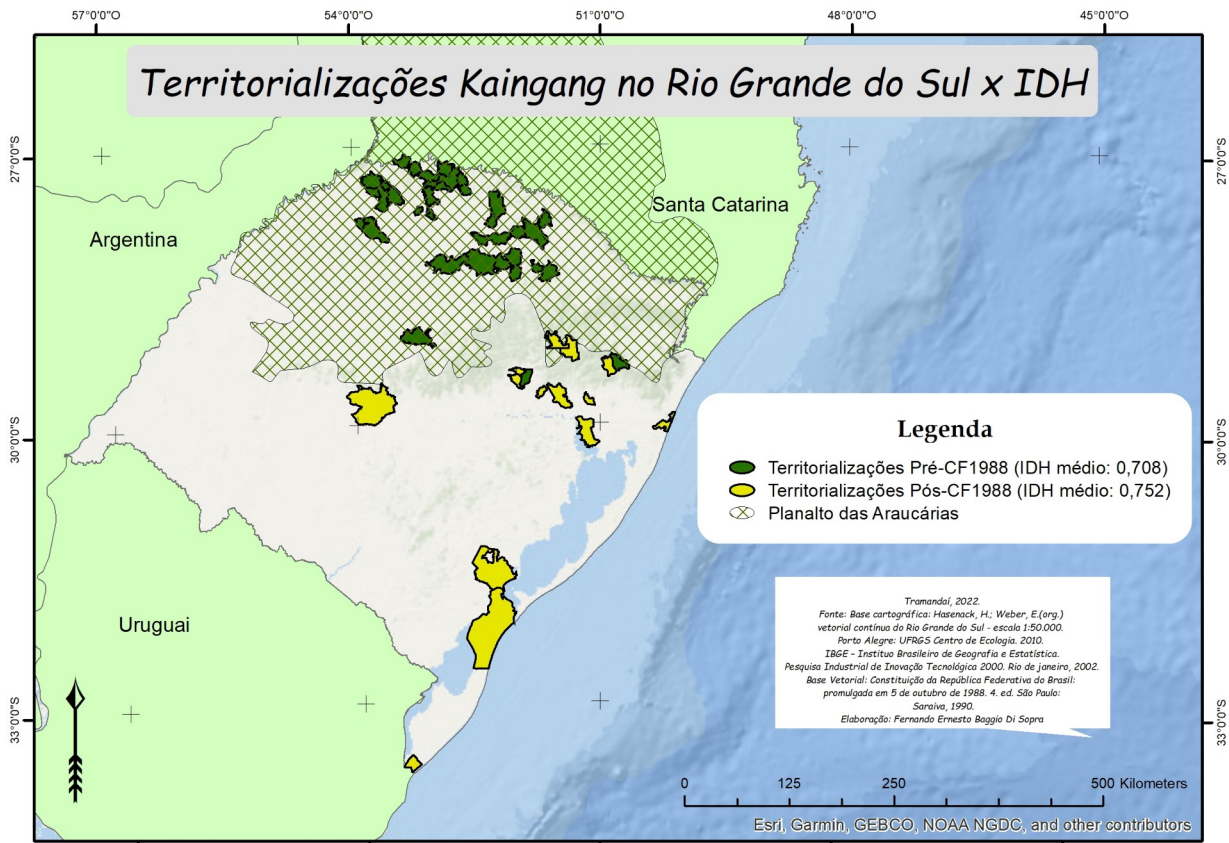 57°0'0"O 54°0'0"O 51°0'0"O 48°0'0"O 45°0'0"O
Territorializações Kaingang no Rio Grande do Sul x IDH
27°0'0"S 27°0'0"S
Santa Catarina
Argentina
30°0'0"S 30°0'0"S
Legenda
Territorializações Pré-CF1988 (IDH médio: 0,708)
Territorializações Pós-CF1988 (IDH médio: 0,752)
Planalto das Araucárias
Uruguai
Tramandaí, 2022.
Fonte: Base cartográfica: Hasenack, H.; Weber, E.(org.)
vetorial contínua do Rio Grande do Sul - escala 1:50.000.
Porto Alegre: UFRGS Centro de Ecologia. 2010.
IBGE - Instituo Brasileiro de Geografia e Estatística.
Pesquisa Industrial de Inovação Tecnológica 2000. Rio de janeiro, 2002.
Base Vetorial: Constituição da República Federativa do Brasil:
promulgada em 5 de outubro de 1988. 4. ed. São Paulo:
Saraiva, 1990.
Elaboração: Fernando Ernesto Baggio Di Sopra
33°0'0"S 33°0'0"S
0 125 250 500 Kilometers
Esri, Garmin, GEBCO, NOAA NGDC, and other contributors